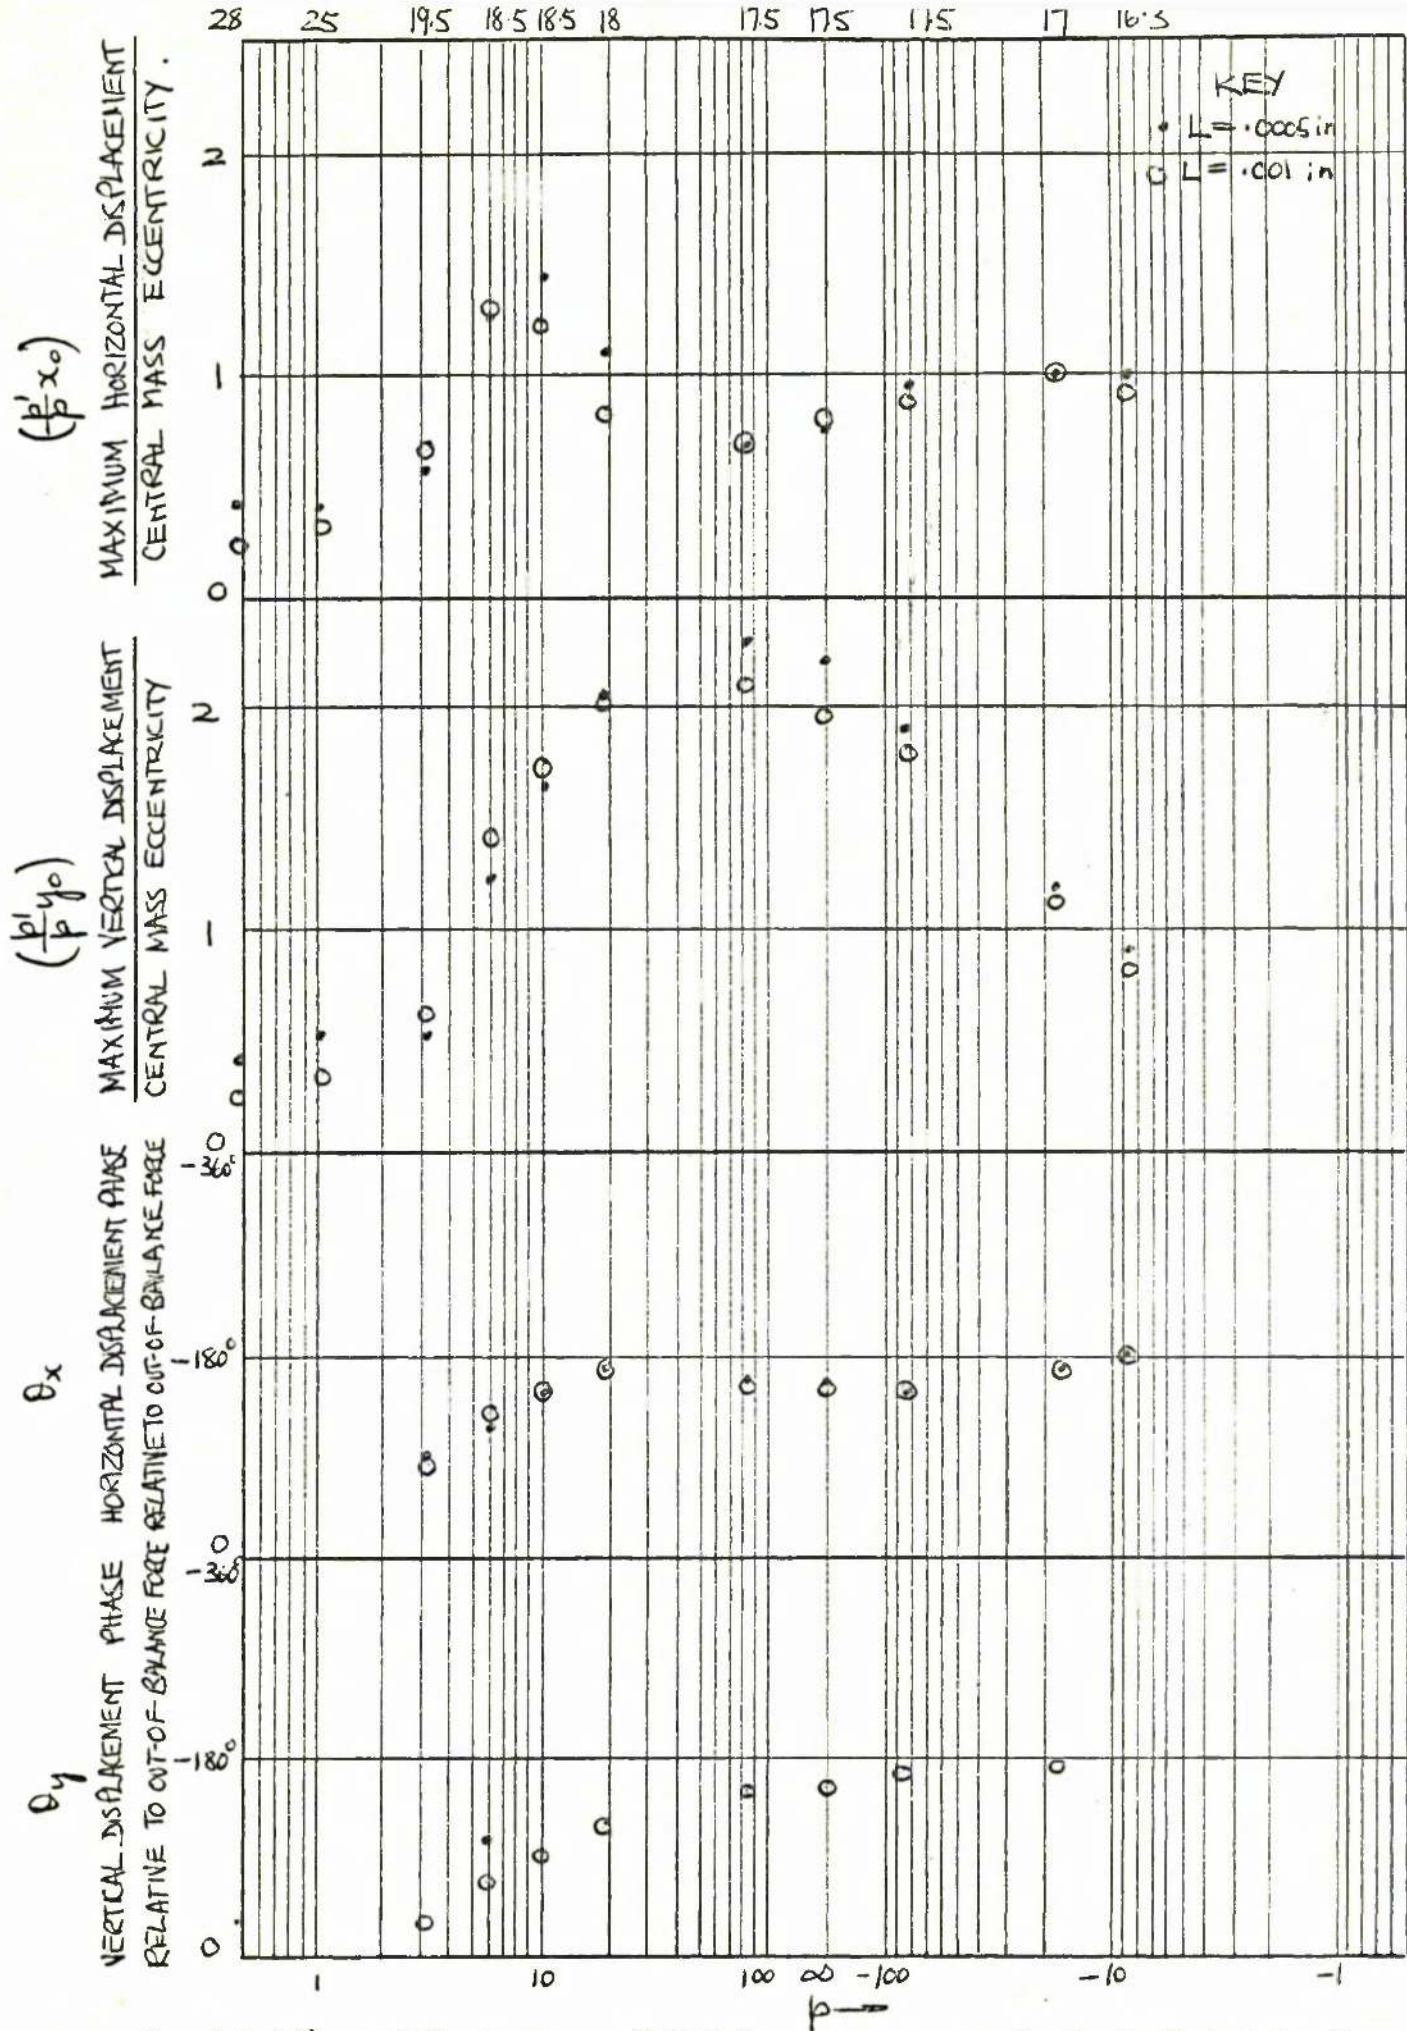 28 25 19.5 18.5 18.5 18 17.5 17.5 17.5 17 16.3
KEY
• L = .0005 in
O L = .001 in
(p'/p x₀)
MAXIMUM HORIZONTAL DISPLACEMENT
CENTRAL MASS ECCENTRICITY.
2
1
0
(p'/p y₀)
MAXIMUM VERTICAL DISPLACEMENT
CENTRAL MASS ECCENTRICITY
2
1
0
θx
HORIZONTAL DISPLACEMENT PHASE
RELATIVE TO OUT-OF-BALANCE FORCE
-360°
-180°
0
θy
VERTICAL DISPLACEMENT PHASE
RELATIVE TO OUT-OF-BALANCE FORCE
-360°
-180°
0
1 10 100 ∞ -100 -10 -1
p →